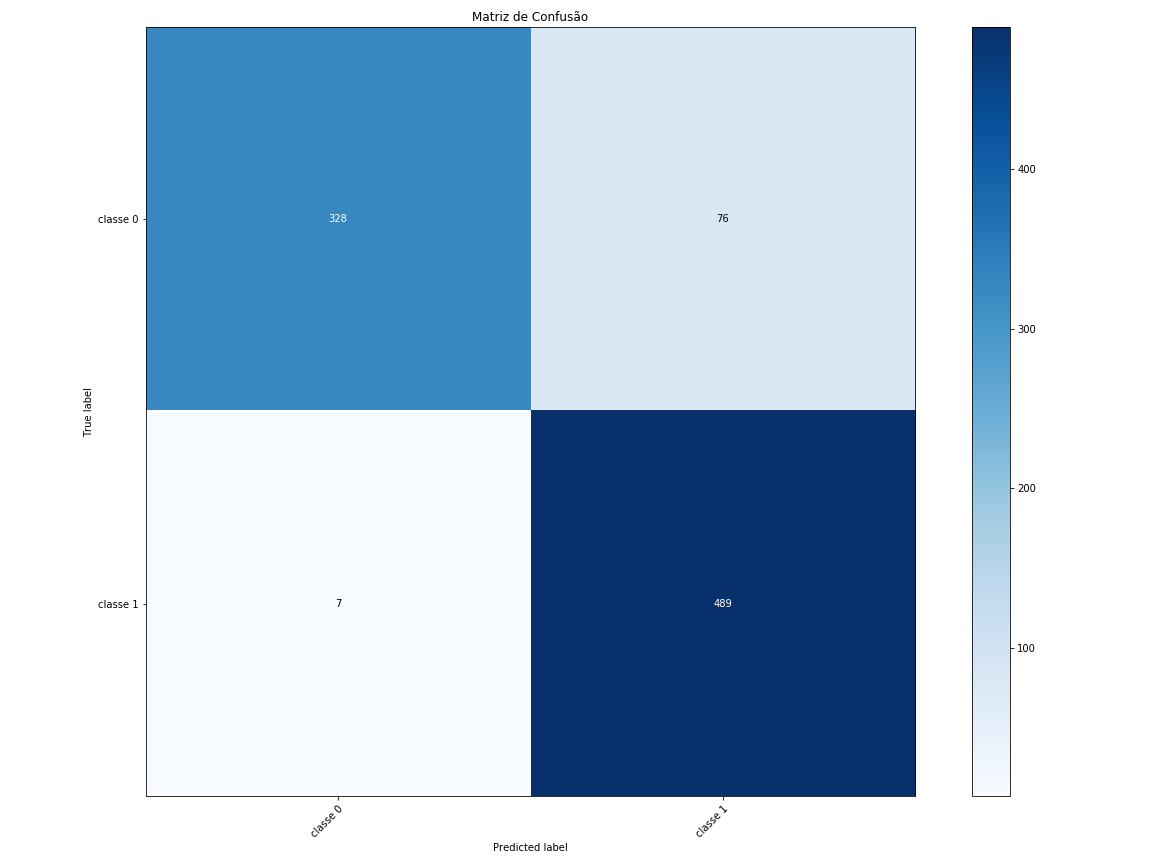 Matriz de Confusão
classe 0
328
76
400
300
True label
200
classe 1
7
489
100
classe 0
classe 1
Predicted label